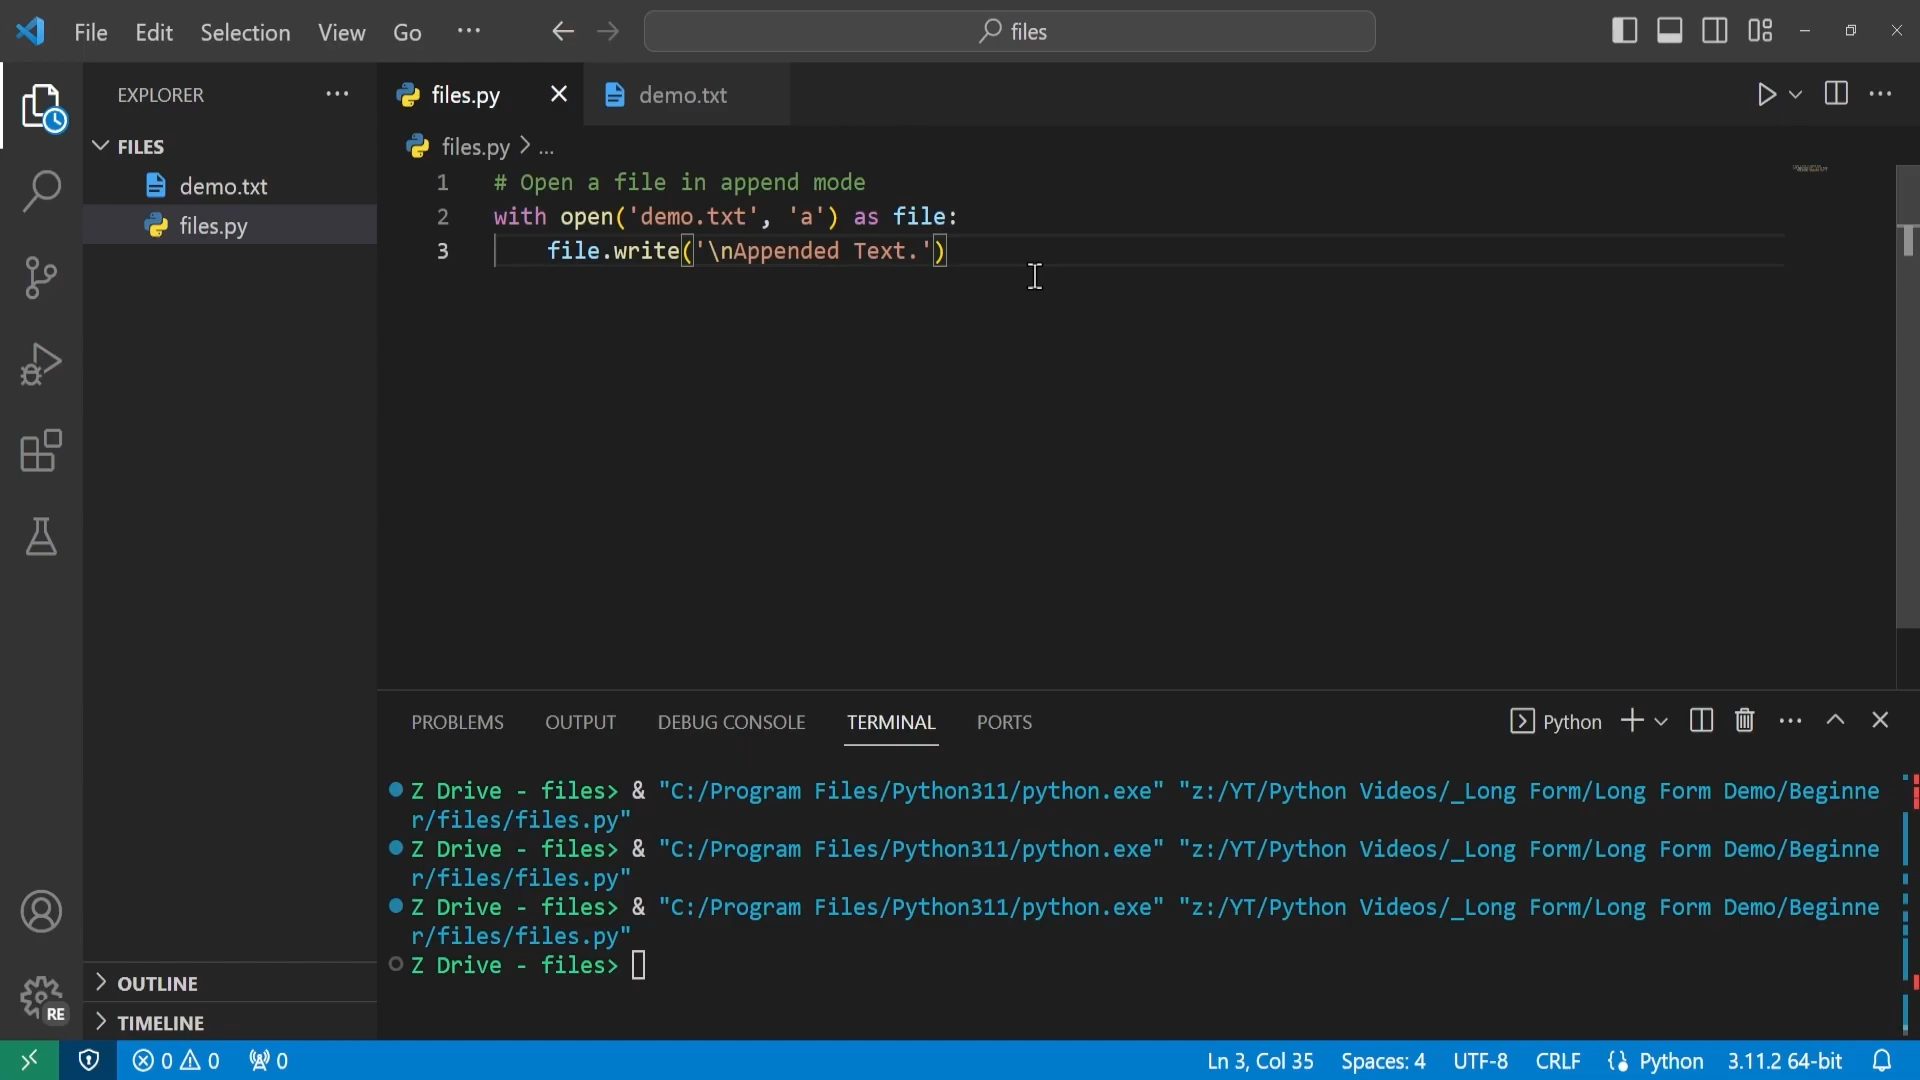 File Edit Selection View Go ··· files
EXPLORER ···
FILES
demo.txt
files.py
files.py demo.txt
files.py > ...
1 # Open a file in append mode
2 with open('demo.txt', 'a') as file:
3 file.write('\nAppended Text.')
PROBLEMS OUTPUT DEBUG CONSOLE TERMINAL PORTS
Python
Z Drive - files> & "C:/Program Files/Python311/python.exe" "z:/YT/Python Videos/_Long Form/Long Form Demo/Beginne
r/files/files.py"
Z Drive - files> & "C:/Program Files/Python311/python.exe" "z:/YT/Python Videos/_Long Form/Long Form Demo/Beginne
r/files/files.py"
Z Drive - files> & "C:/Program Files/Python311/python.exe" "z:/YT/Python Videos/_Long Form/Long Form Demo/Beginne
r/files/files.py"
Z Drive - files>
OUTLINE
RE
TIMELINE
0 0 0 Ln 3, Col 35 Spaces: 4 UTF-8 CRLF Python 3.11.2 64-bit